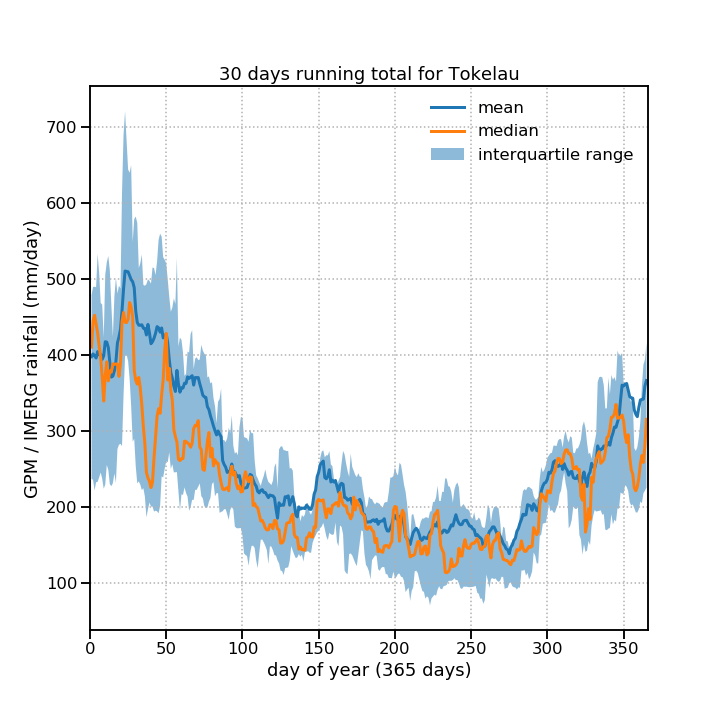 30 days running total for Tokelau
mean
median
interquartile range
GPM / IMERG rainfall (mm/day)
700
600
500
400
300
200
100
0 50 100 150 200 250 300 350
day of year (365 days)